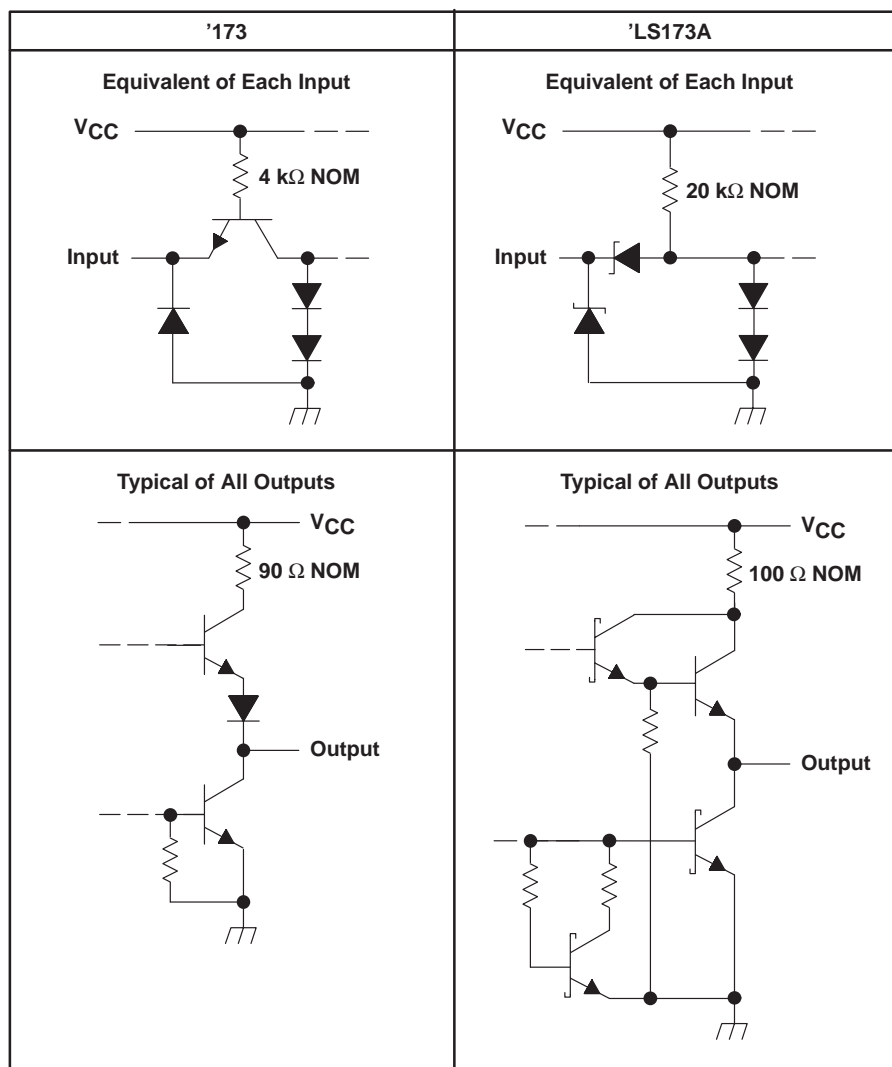 ’173
’LS173A
Equivalent of Each Input
VCC
4 kΩ NOM
Input
Equivalent of Each Input
VCC
20 kΩ NOM
Input
Typical of All Outputs
VCC
90 Ω NOM
Output
Typical of All Outputs
VCC
100 Ω NOM
Output